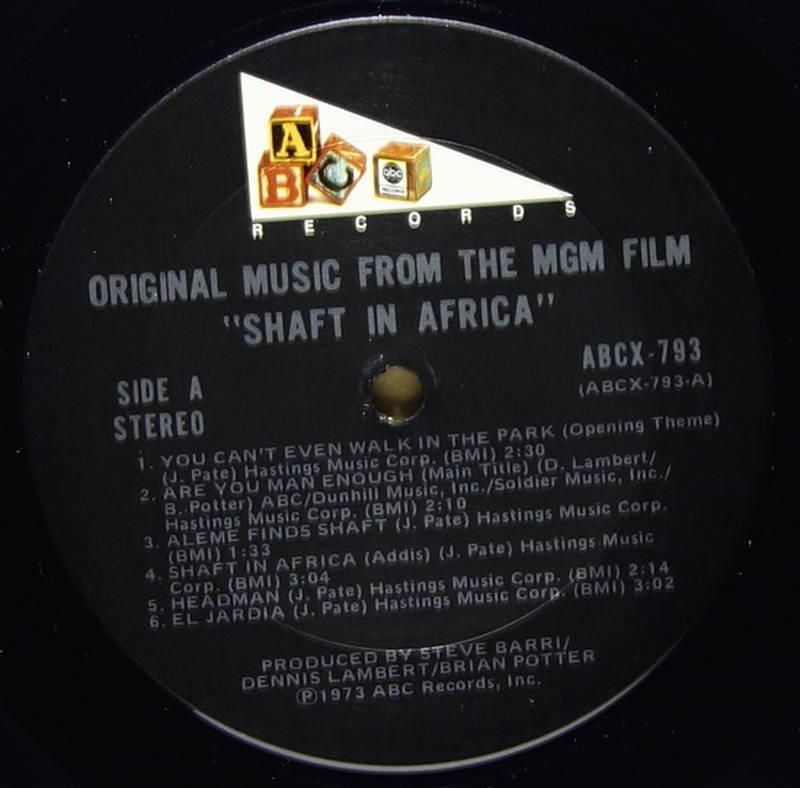 A
B C abc
RECORDS
RECORDS
ORIGINAL MUSIC FROM THE MGM FILM
"SHAFT IN AFRICA"
SIDE A
STEREO
ABCX-793
(ABCX-793-A)
1. YOU CAN'T EVEN WALK IN THE PARK (Opening Theme)
(J. Pate) Hastings Music Corp. (BMI) 2:30
2. ARE YOU MAN ENOUGH (Main Title) (D. Lambert/
B. Potter) ABC/Dunhill Music, Inc./Soldier Music, Inc./
Hastings Music Corp. (BMI) 2:10
3. ALEME FINDS SHAFT (J. Pate) Hastings Music Corp.
(BMI) 1:33
4. SHAFT IN AFRICA (Addis) (J. Pate) Hastings Music
Corp. (BMI) 3:04
5. HEADMAN (J. Pate) Hastings Music Corp. (BMI) 2:14
6. EL JARDIA (J. Pate) Hastings Music Corp. (BMI) 3:02
PRODUCED BY STEVE BARRI/
DENNIS LAMBERT/BRIAN POTTER
Ⓟ1973 ABC Records, Inc.